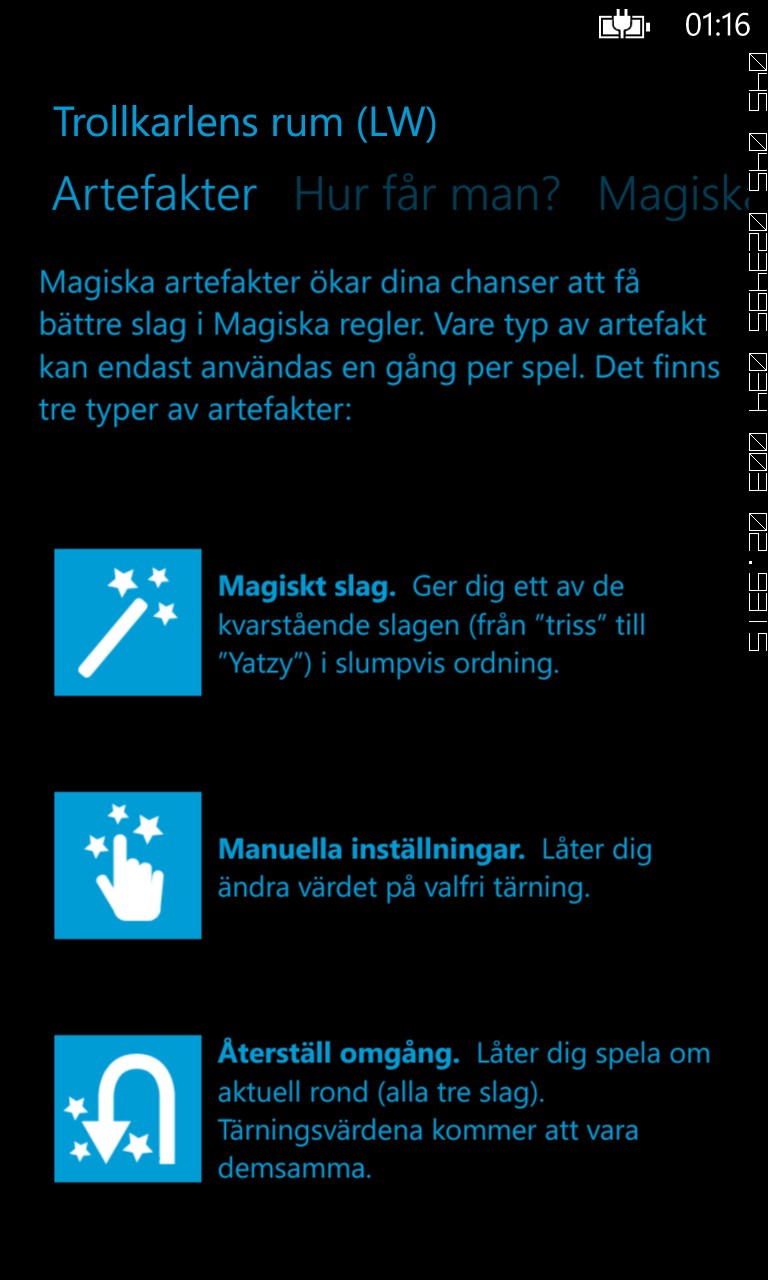 01:16
Trollkarlens rum (LW)
Artefakter Hur får man? Magiska
Magiska artefakter ökar dina chanser att få
bättre slag i Magiska regler. Vare typ av artefakt
kan endast användas en gång per spel. Det finns
tre typer av artefakter:
Magiskt slag. Ger dig ett av de
kvarstående slagen (från ”triss” till
”Yatzy”) i slumpvis ordning.
Manuella inställningar. Låter dig
ändra värdet på valfri tärning.
Återställ omgång. Låter dig spela om
aktuell rond (alla tre slag).
Tärningsvärdena kommer att vara
demsamma.